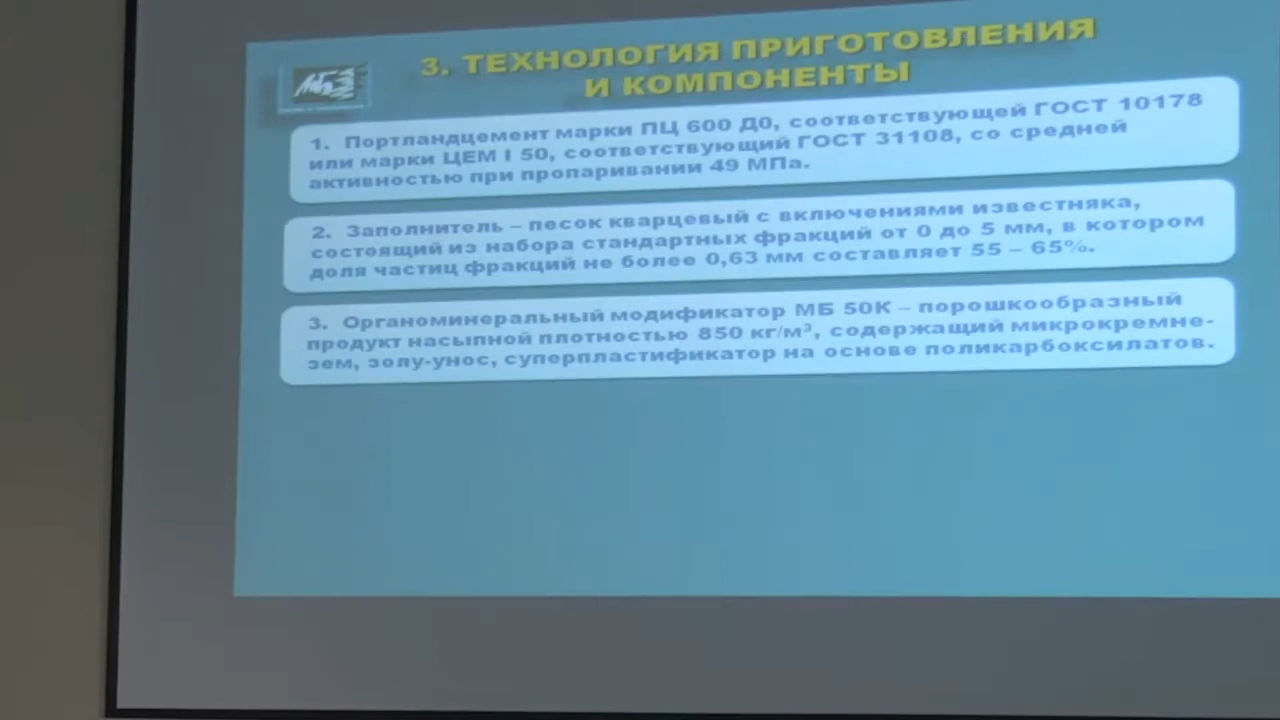 МБ
3. ТЕХНОЛОГИЯ ПРИГОТОВЛЕНИЯ
И КОМПОНЕНТЫ
1. Портландцемент марки ПЦ 600 Д0, соответствующей ГОСТ 10178
или марки ЦЕМ I 50, соответствующий ГОСТ 31108, со средней
активностью при пропаривании 49 МПа.
2. Заполнитель – песок кварцевый с включениями известняка,
состоящий из набора стандартных фракций от 0 до 5 мм, в котором
доля частиц фракций не более 0,63 мм составляет 55 – 65%.
3. Органоминеральный модификатор МБ 50К – порошкообразный
продукт насыпной плотностью 850 кг/м³, содержащий микрокремне-
зем, золу-унос, суперпластификатор на основе поликарбоксилатов.